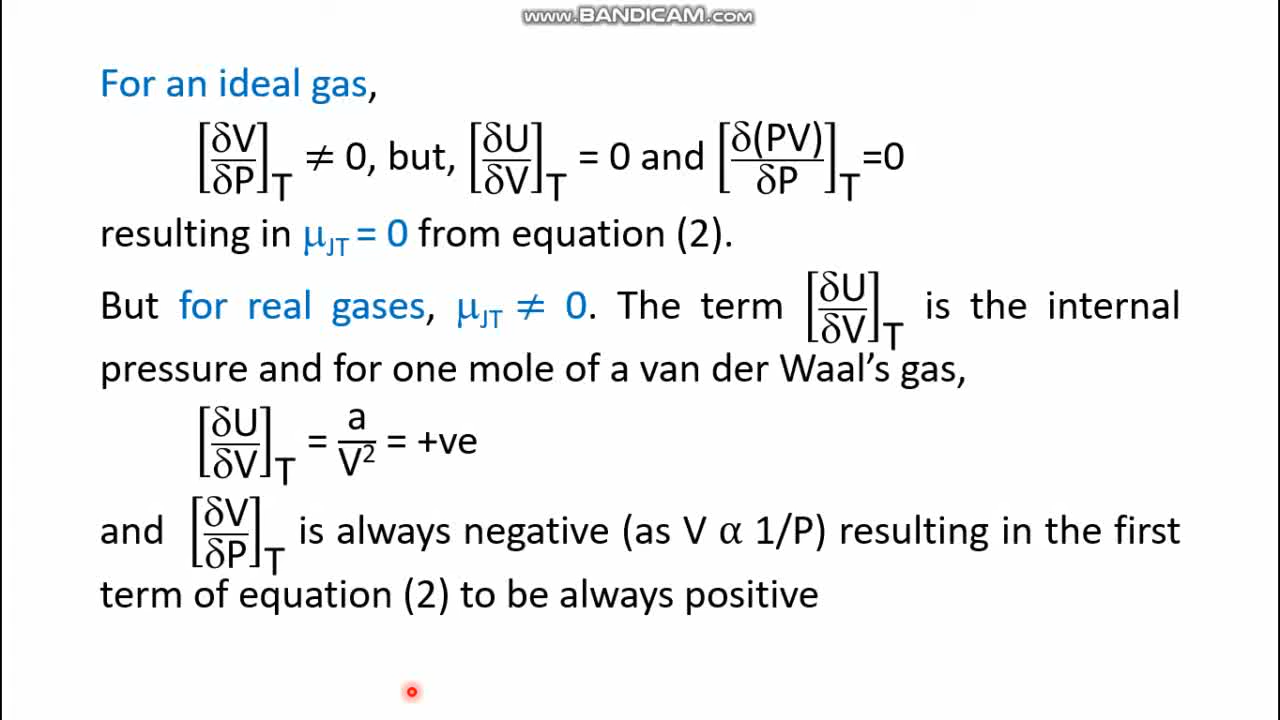 www.BANDICAM.com
For an ideal gas,
[δV/δP]T ≠ 0, but, [δU/δV]T = 0 and [δ(PV)/δP]T =0
resulting in μJT = 0 from equation (2).
But for real gases, μJT ≠ 0. The term [δU/δV]T is the internal
pressure and for one mole of a van der Waal’s gas,
[δU/δV]T = a/V² = +ve
and [δV/δP]T is always negative (as V α 1/P) resulting in the first
term of equation (2) to be always positive